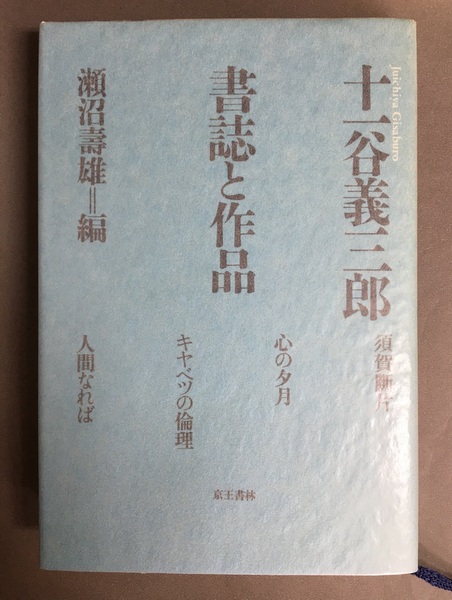 十一谷義三郎
Juichiya Gisaburo
書誌と作品
瀬沼壽雄＝編
須賀斷片
心の夕月
キャベツの倫理
人間なれば
京王書林